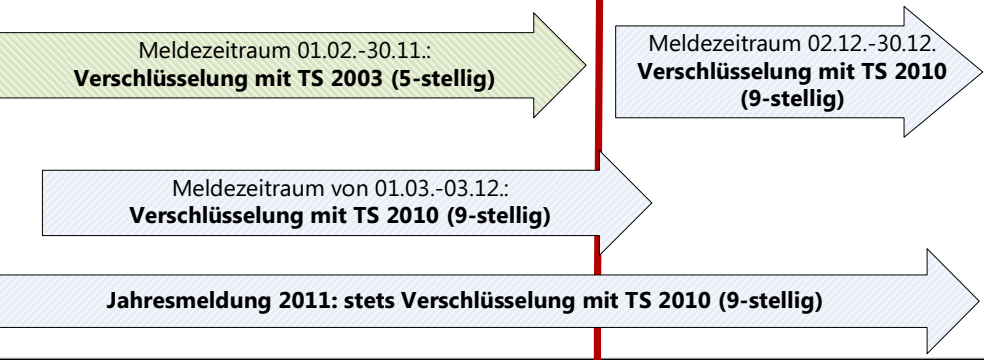 Meldezeitraum 01.02.-30.11.:
Verschlüsselung mit TS 2003 (5-stellig)
Meldezeitraum 02.12.-30.12.
Verschlüsselung mit TS 2010
(9-stellig)
Meldezeitraum von 01.03.-03.12.:
Verschlüsselung mit TS 2010 (9-stellig)
Jahresmeldung 2011: stets Verschlüsselung mit TS 2010 (9-stellig)